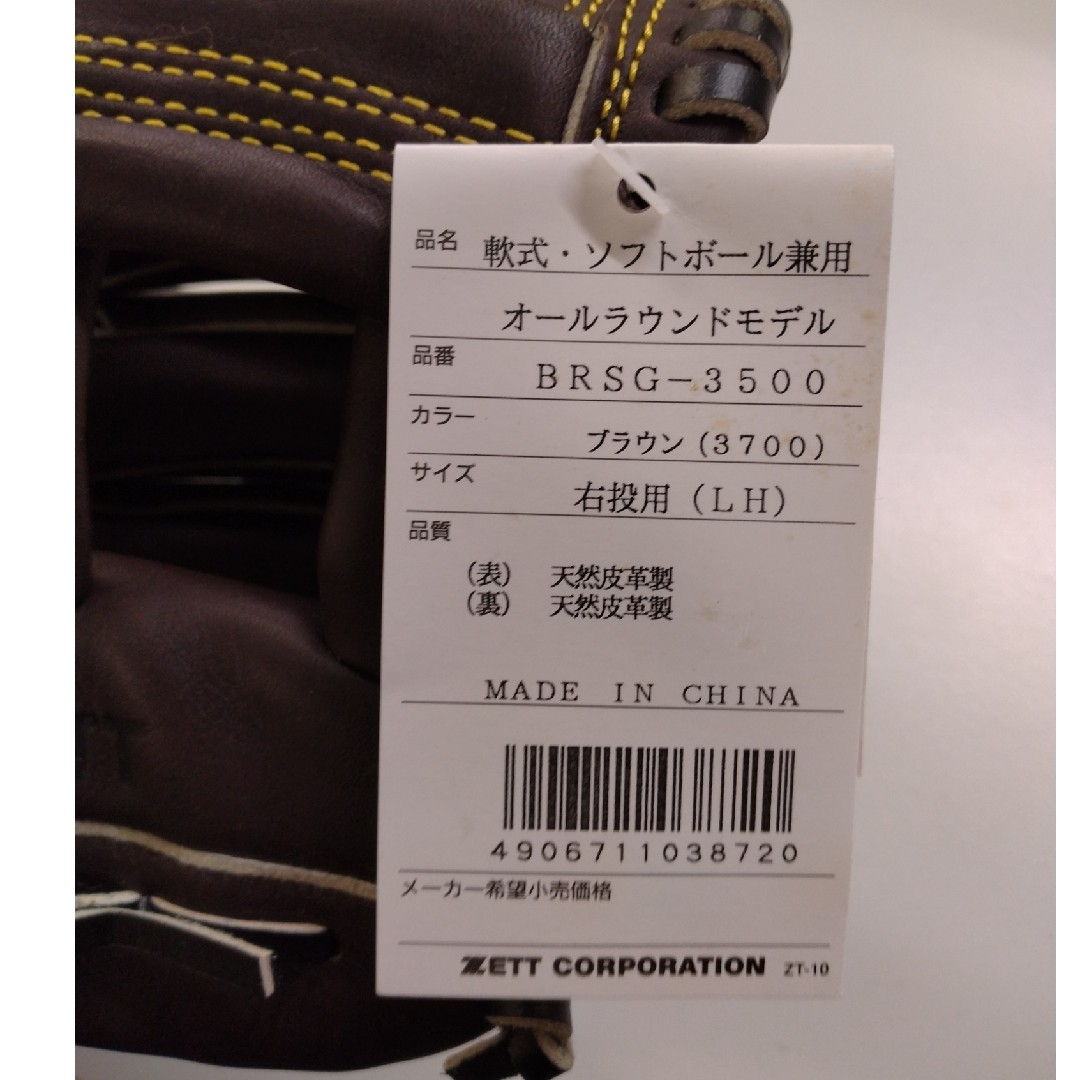 品名 軟式・ソフトボール兼用
オールラウンドモデル
品番 BRSG-3500
カラー ブラウン(3700)
サイズ 右投用(LH)
品質
(表) 天然皮革製
(裏) 天然皮革製
MADE IN CHINA
4906711038720
メーカー希望小売価格
ZETT CORPORATION ZT-10